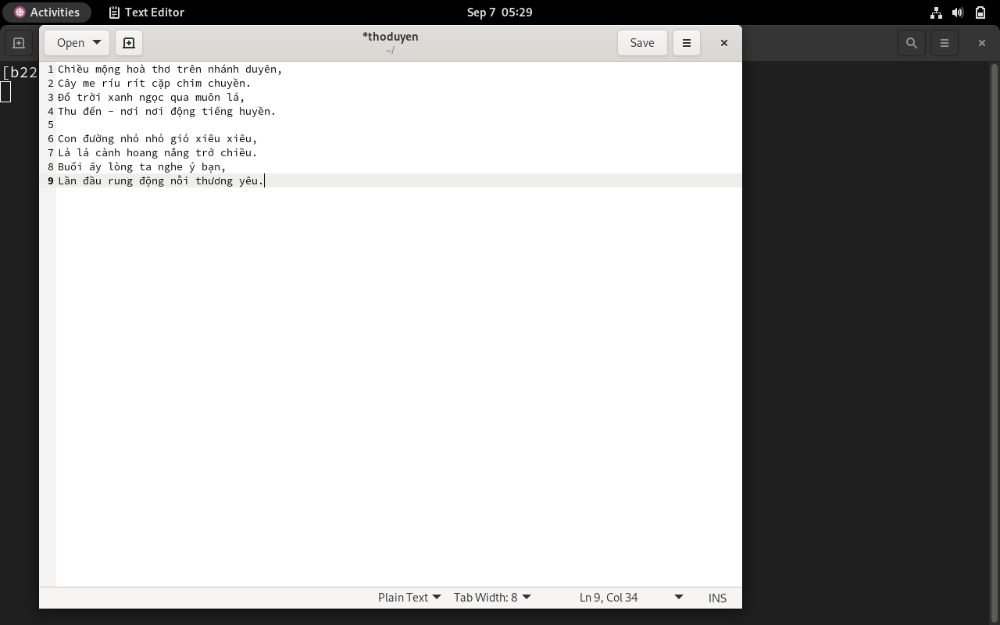 Activities
Text Editor
Sep 7 05:29
Open
*thoduyen
~/
Save
[b22
1 Chiều mộng hoà thơ trên nhánh duyên,
2 Cây me ríu rít cặp chim chuyền.
3 Đổ trời xanh ngọc qua muôn lá,
4 Thu đến - nơi nơi động tiếng huyền.
5
6 Con đường nhỏ nhỏ gió xiêu xiêu,
7 Lả lả cành hoang nắng trở chiều.
8 Buổi ấy lòng ta nghe ý bạn,
9 Lần đầu rung động nỗi thương yêu.
Plain Text
Tab Width: 8
Ln 9, Col 34
INS